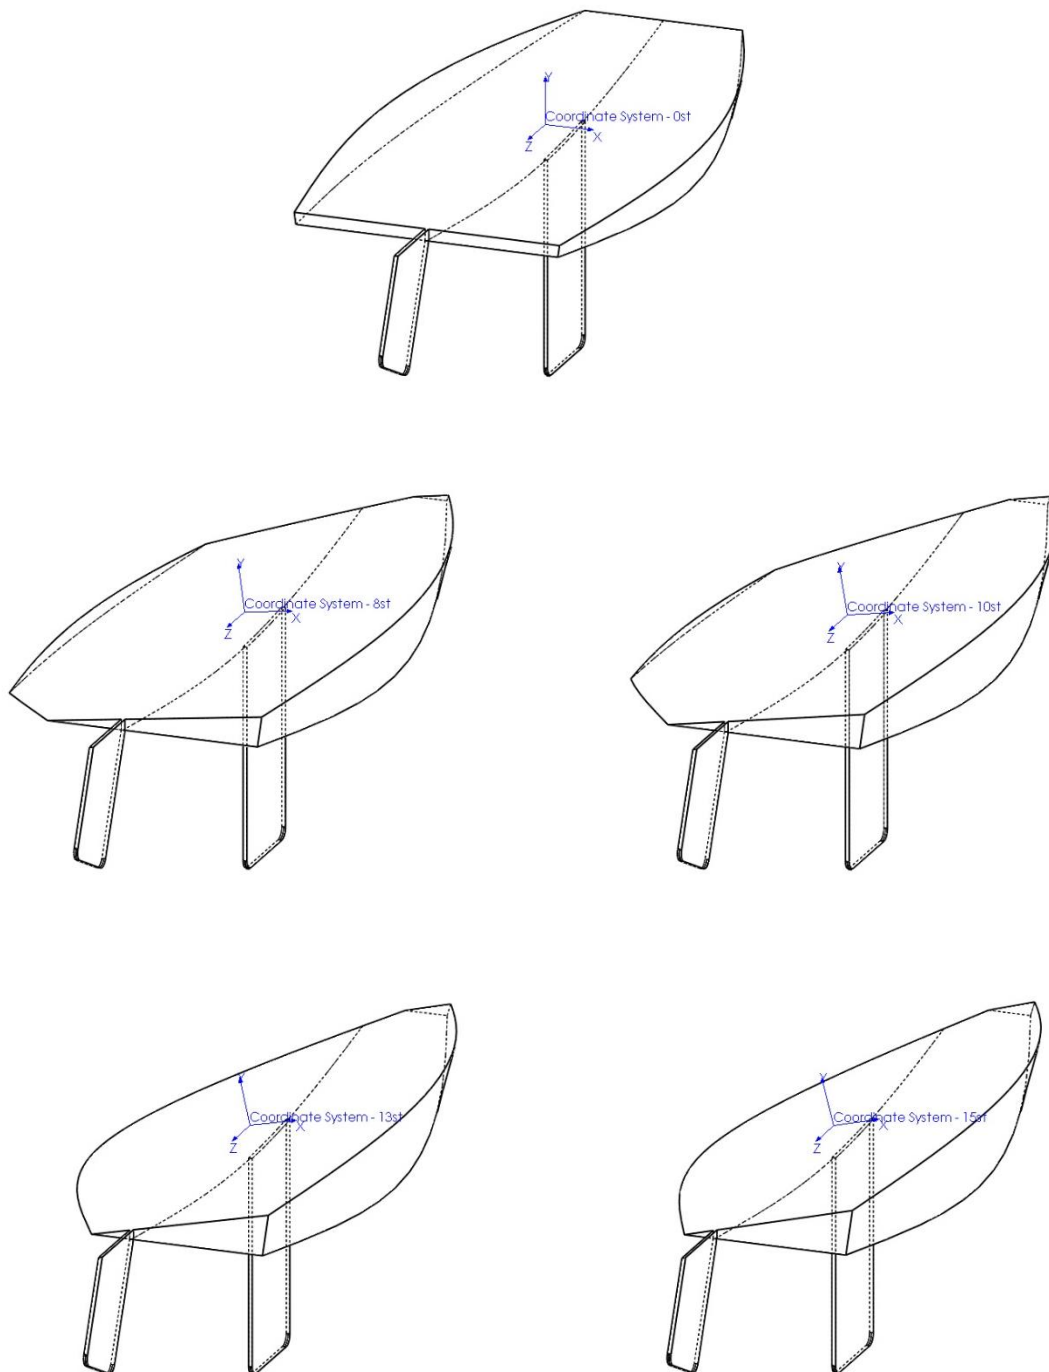 Y
Coordinate System - 0st
Z
X
Y
Coordinate System - 8st
Z
X
Y
Coordinate System - 10st
Z
X
Y
Coordinate System - 13st
Z
X
Y
Coordinate System - 15st
Z
X